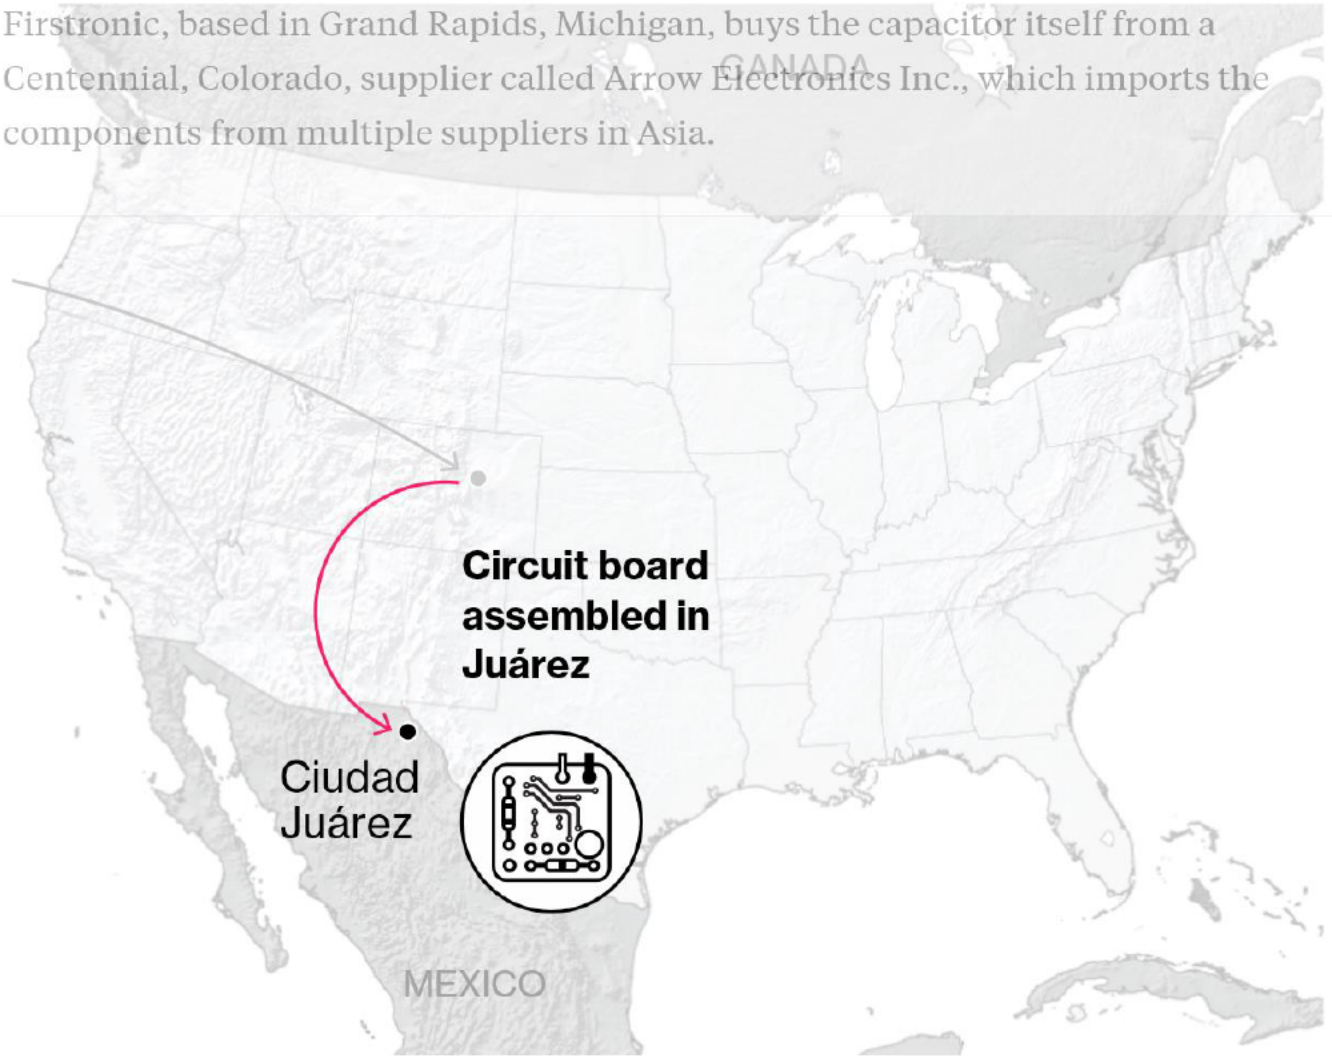 Firstronic, based in Grand Rapids, Michigan, buys the capacitor itself from a
CANADA
Centennial, Colorado, supplier called Arrow Electronics Inc., which imports the
components from multiple suppliers in Asia.
Circuit board
assembled in
Juárez
Ciudad
Juárez
MEXICO